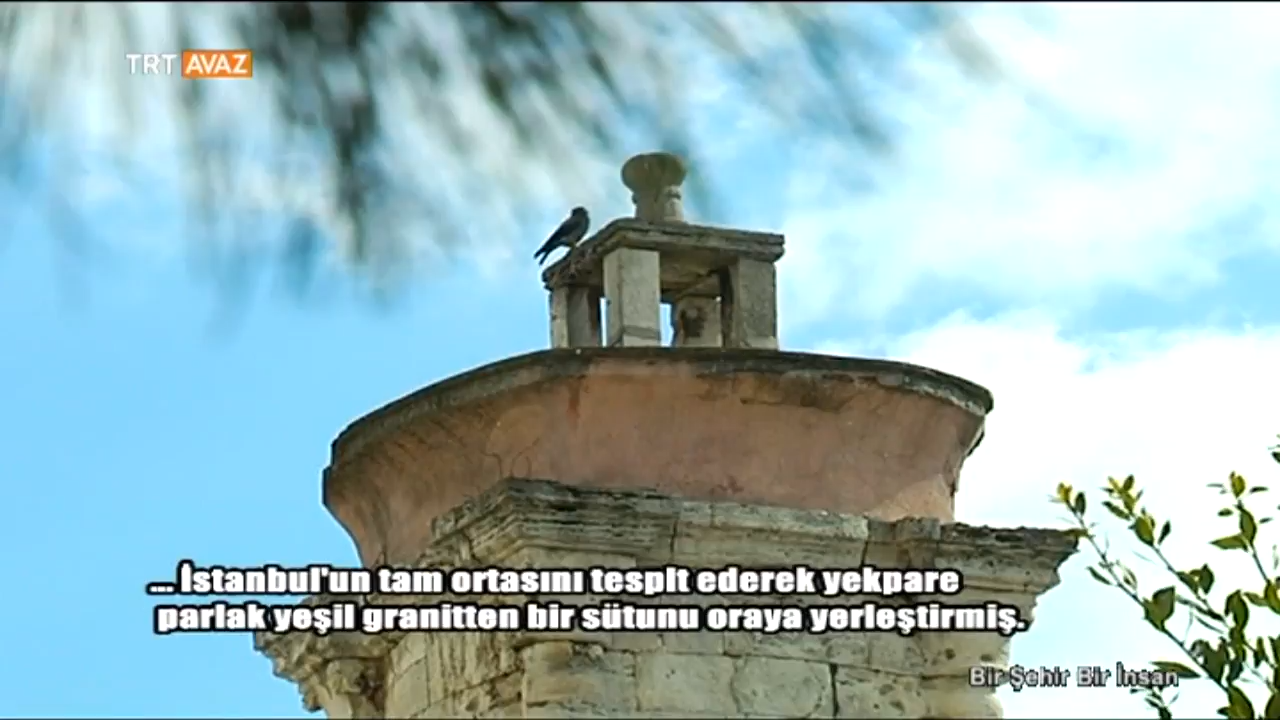 TRT AVAZ
... İstanbul'un tam ortasını tespit ederek yekpare
parlak yeşil granitten bir sütunu oraya yerleştirmiş.
Bir Şehir Bir İnsan